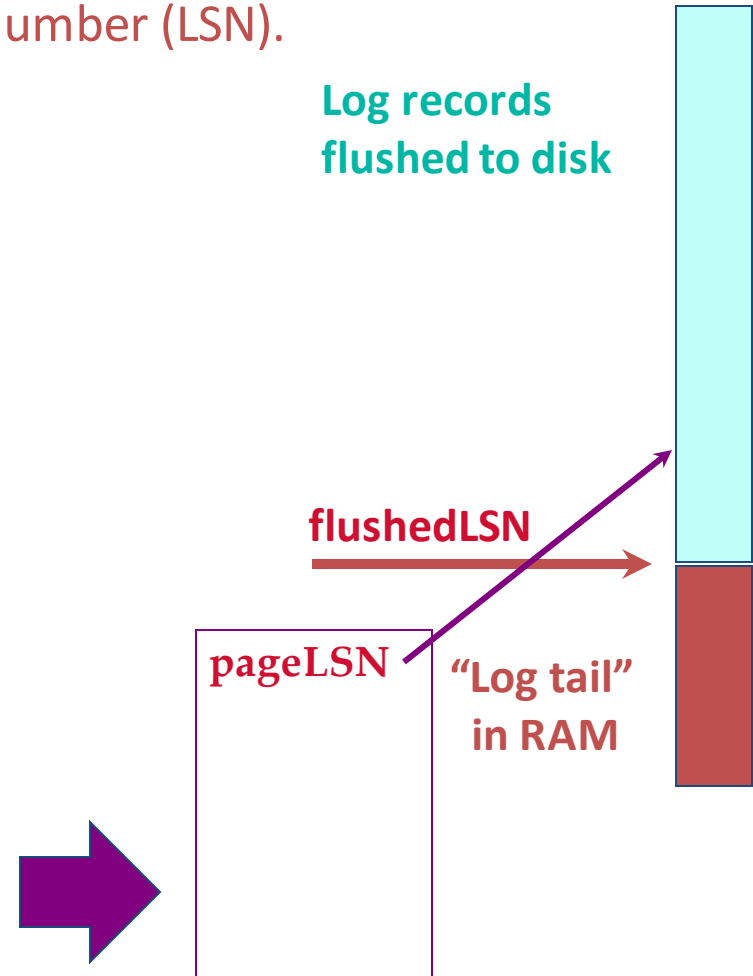 umber (LSN).
Log records
flushed to disk
flushedLSN
pageLSN
“Log tail”
in RAM